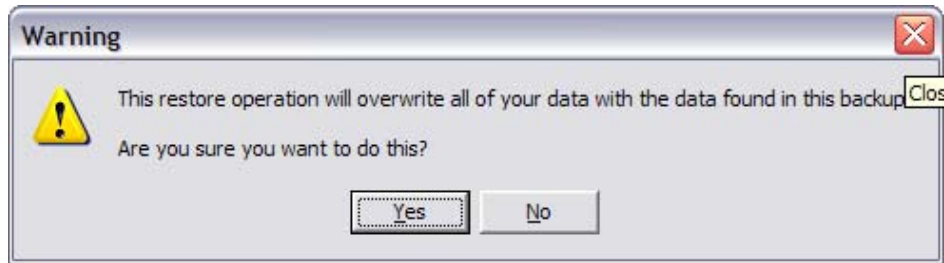 Warning
This restore operation will overwrite all of your data with the data found in this backup
Clos
Are you sure you want to do this?
Yes
No